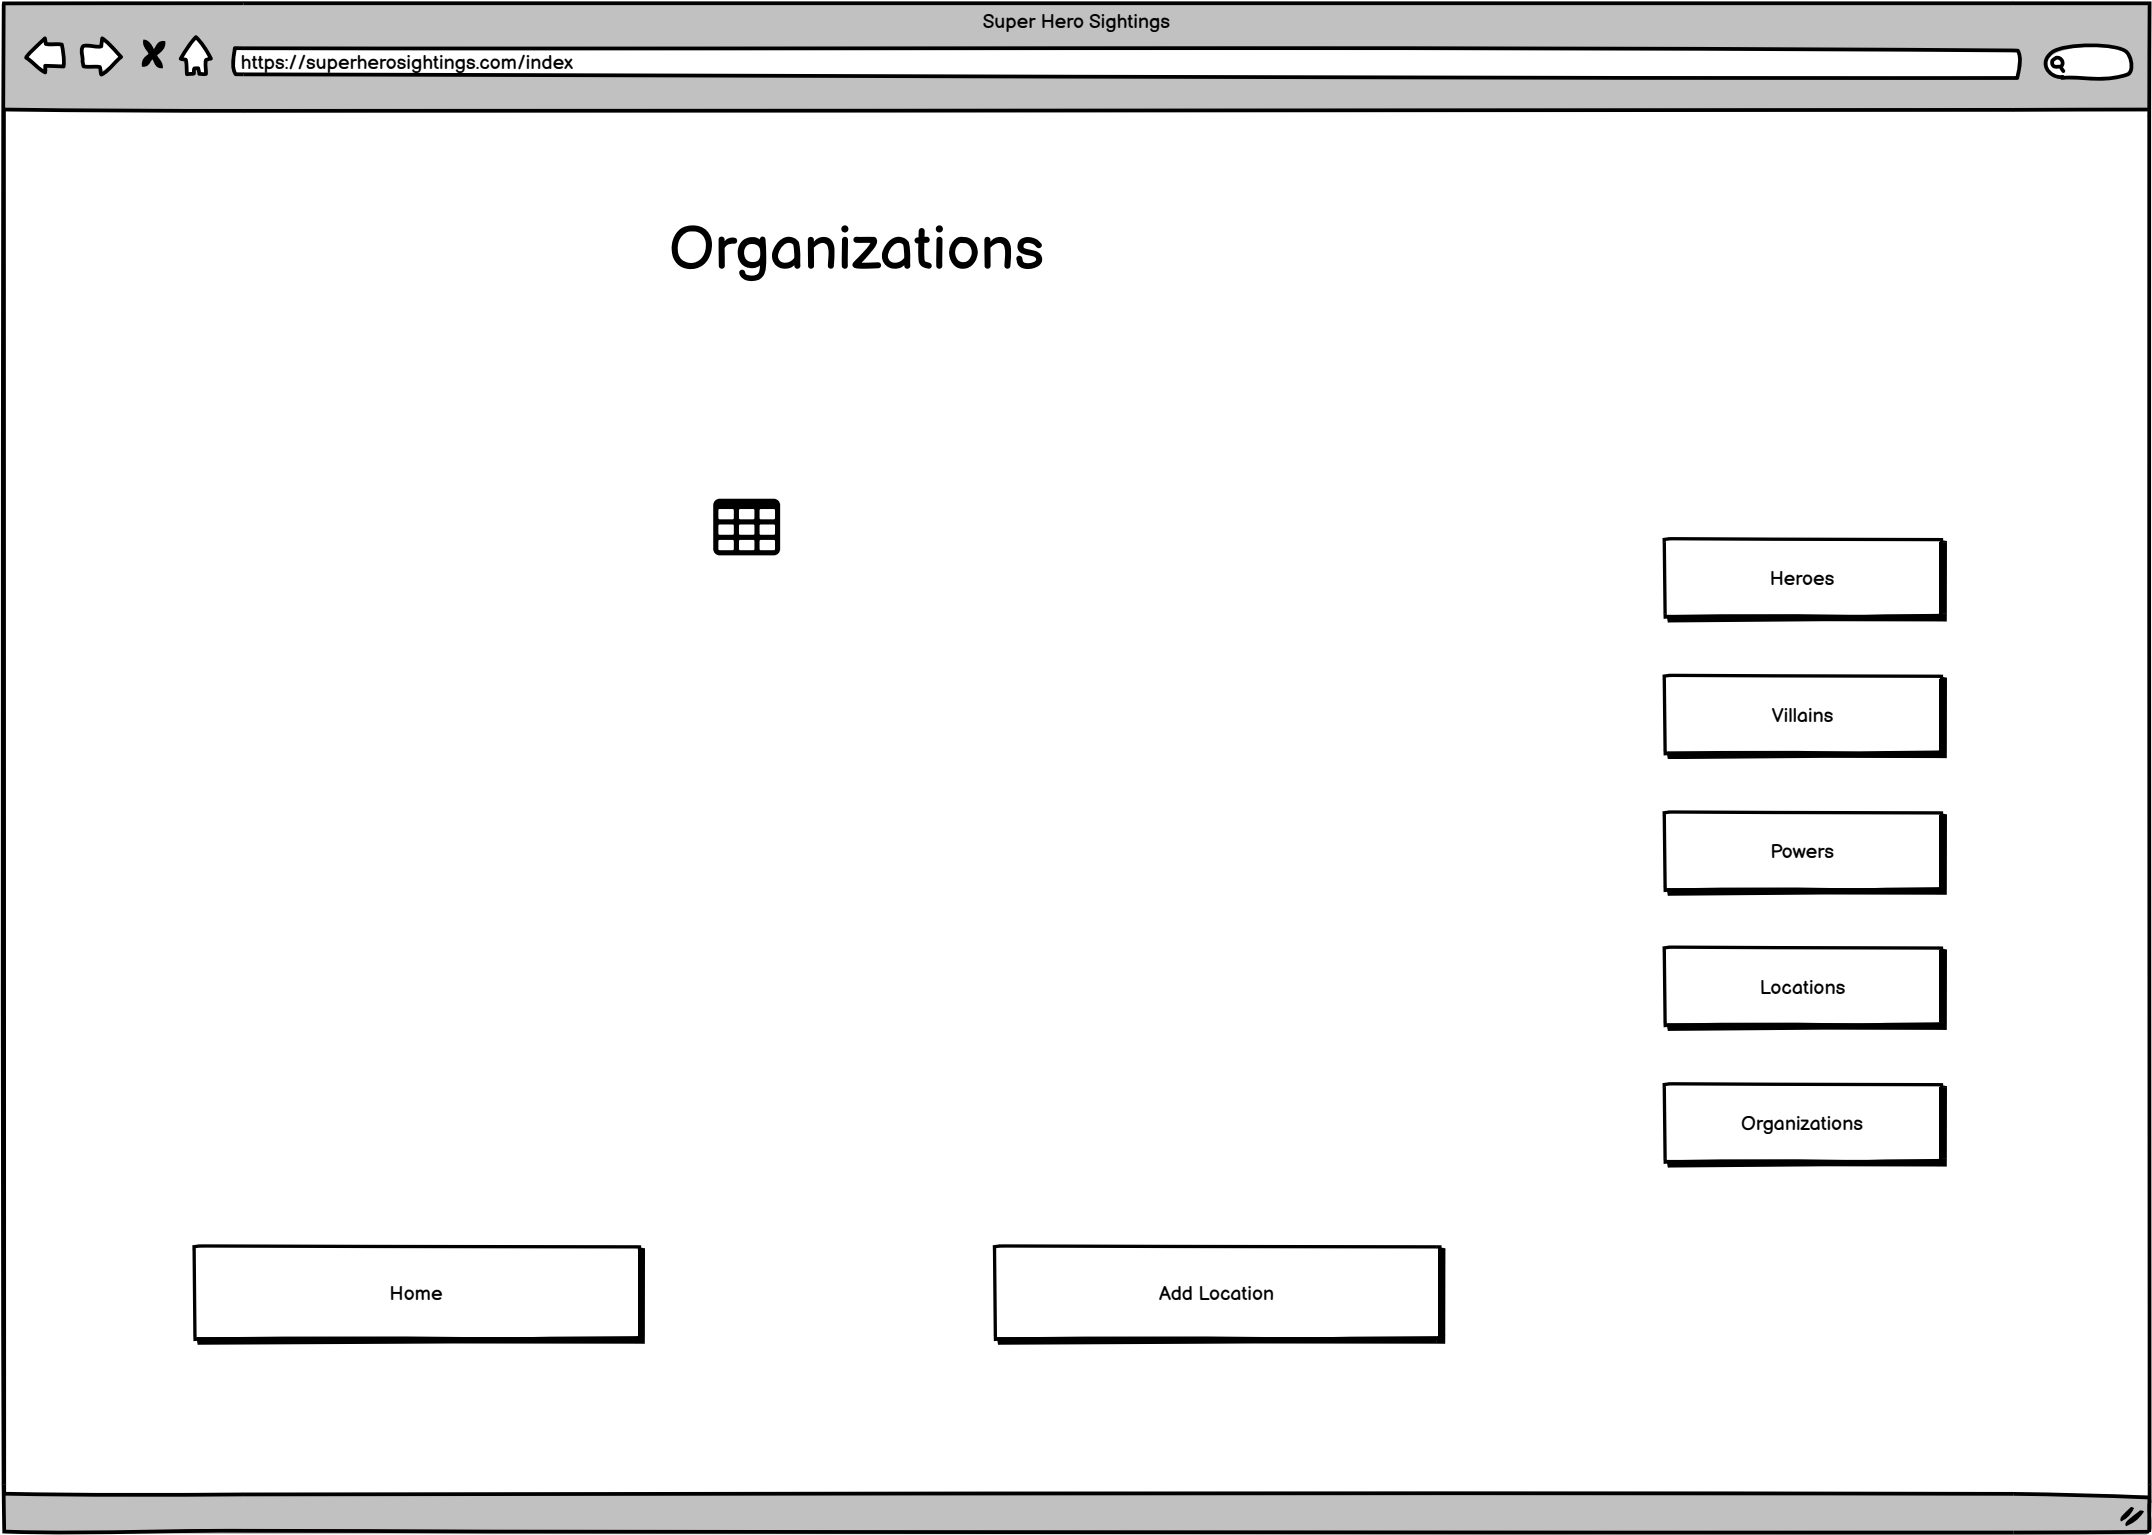 Super Hero Sightings
https://superherosightings.com/index
Organizations
Heroes
Villains
Powers
Locations
Organizations
Home
Add Location